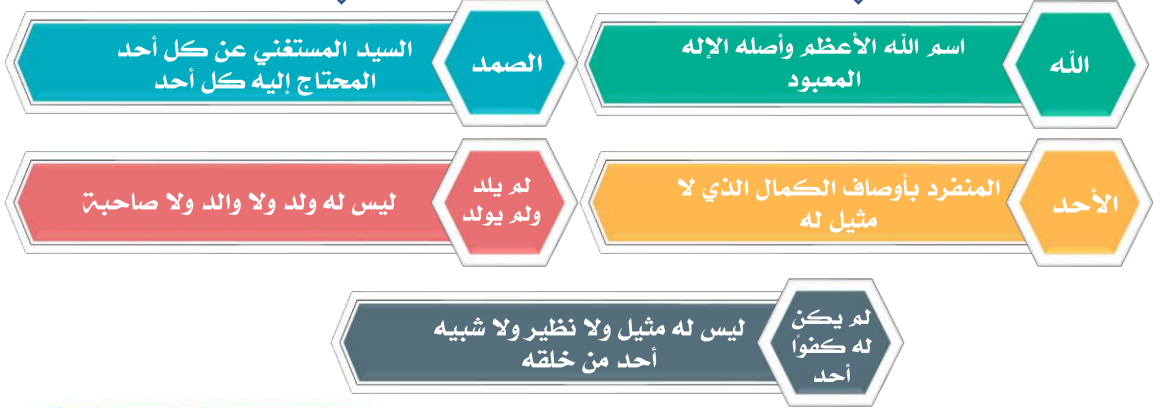 الله
اسم الله الأعظم وأصله الإله
المعبود
الصمد
السيد المستغني عن كل أحد
المحتاج إليه كل أحد
الأحد
المنفرد بأوصاف الكمال الذي لا
مثيل له
لم يلد
ولم يولد
ليس له ولد ولا والد ولا صاحبة
لم يكن
له كفوًا
أحد
ليس له مثيل ولا نظير ولا شبيه
أحد من خلقه